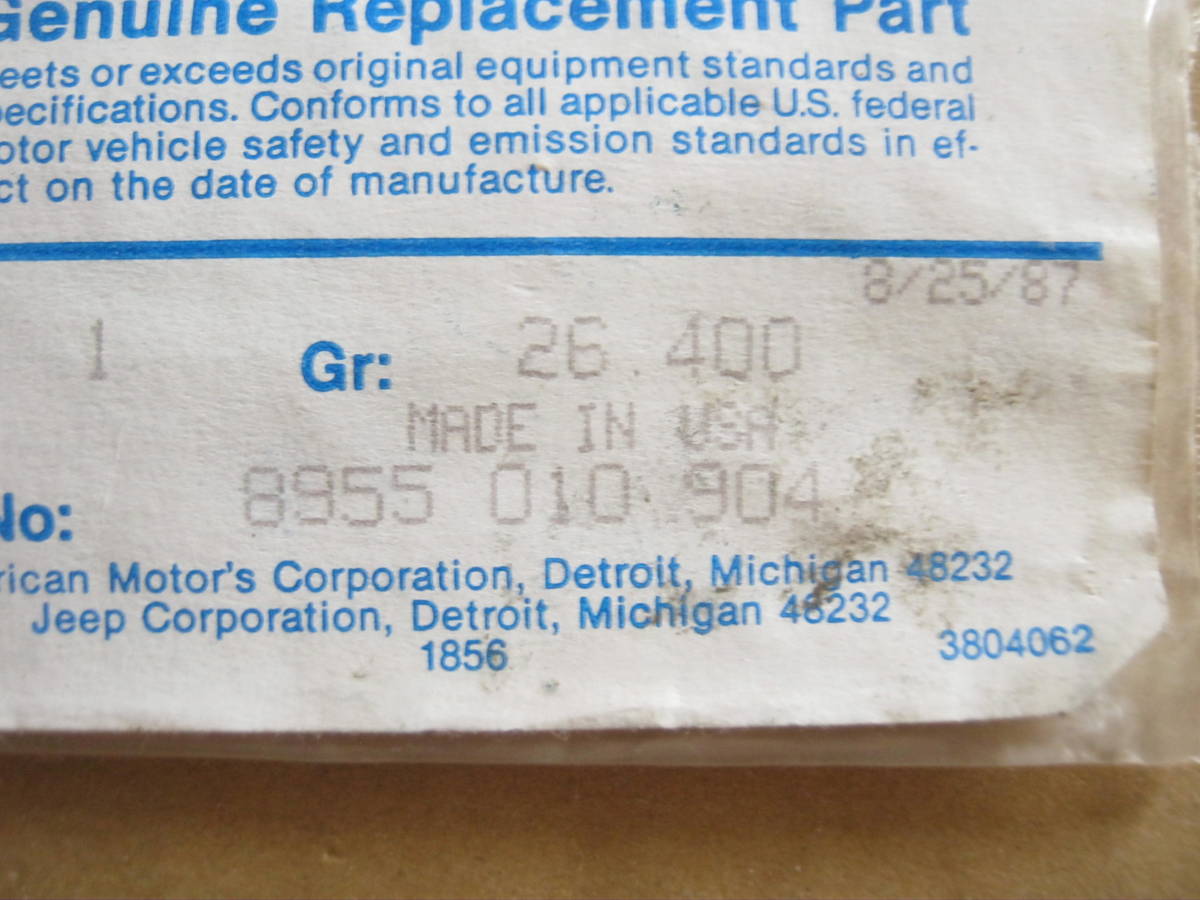 Genuine Replacement Part
eets or exceeds original equipment standards and
pecifications. Conforms to all applicable U.S. federal
otor vehicle safety and emission standards in ef-
ct on the date of manufacture.
8/25/87
1 Gr: 26.400
MADE IN USA
No: 8955 010 904
rican Motor's Corporation, Detroit, Michigan 48232
Jeep Corporation, Detroit, Michigan 48232
1856 3804062